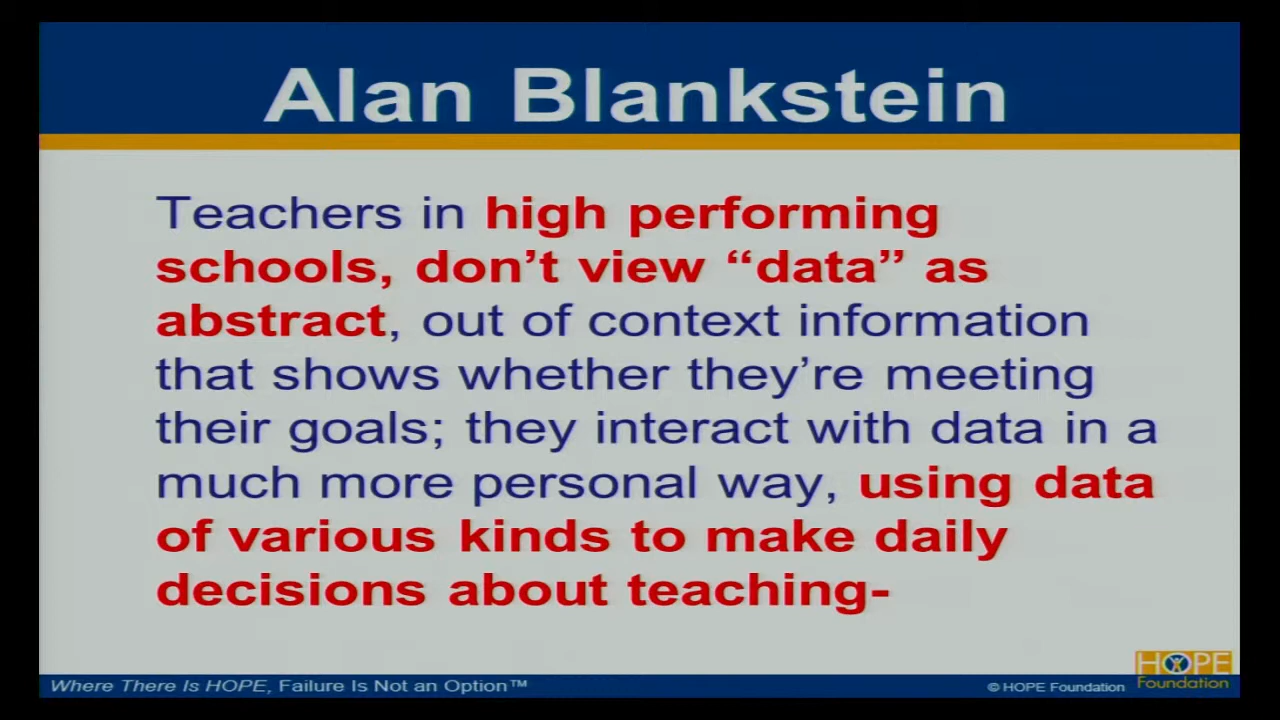 Alan Blankstein
Teachers in high performing
schools, don’t view “data” as
abstract, out of context information
that shows whether they’re meeting
their goals; they interact with data in a
much more personal way, using data
of various kinds to make daily
decisions about teaching-
HOPE
Foundation
Where There Is HOPE, Failure Is Not an Option™
© HOPE Foundation